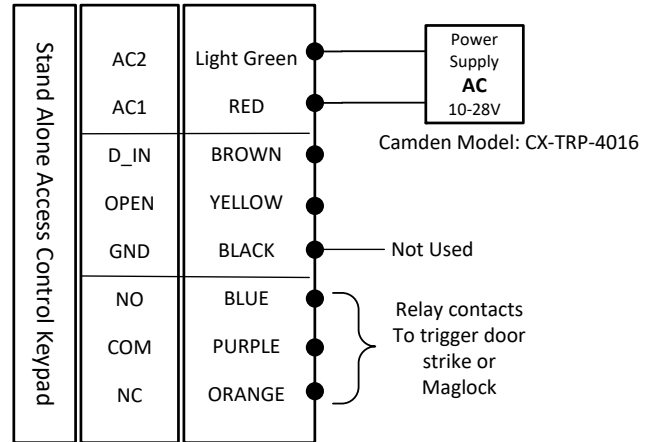 Stand Alone Access Control Keypad
AC2 Light Green
AC1 RED
D_IN BROWN
OPEN YELLOW
GND BLACK
NO BLUE
COM PURPLE
NC ORANGE
Power
Supply
AC
10-28V
Camden Model: CX-TRP-4016
Not Used
Relay contacts
To trigger door
strike or
Maglock